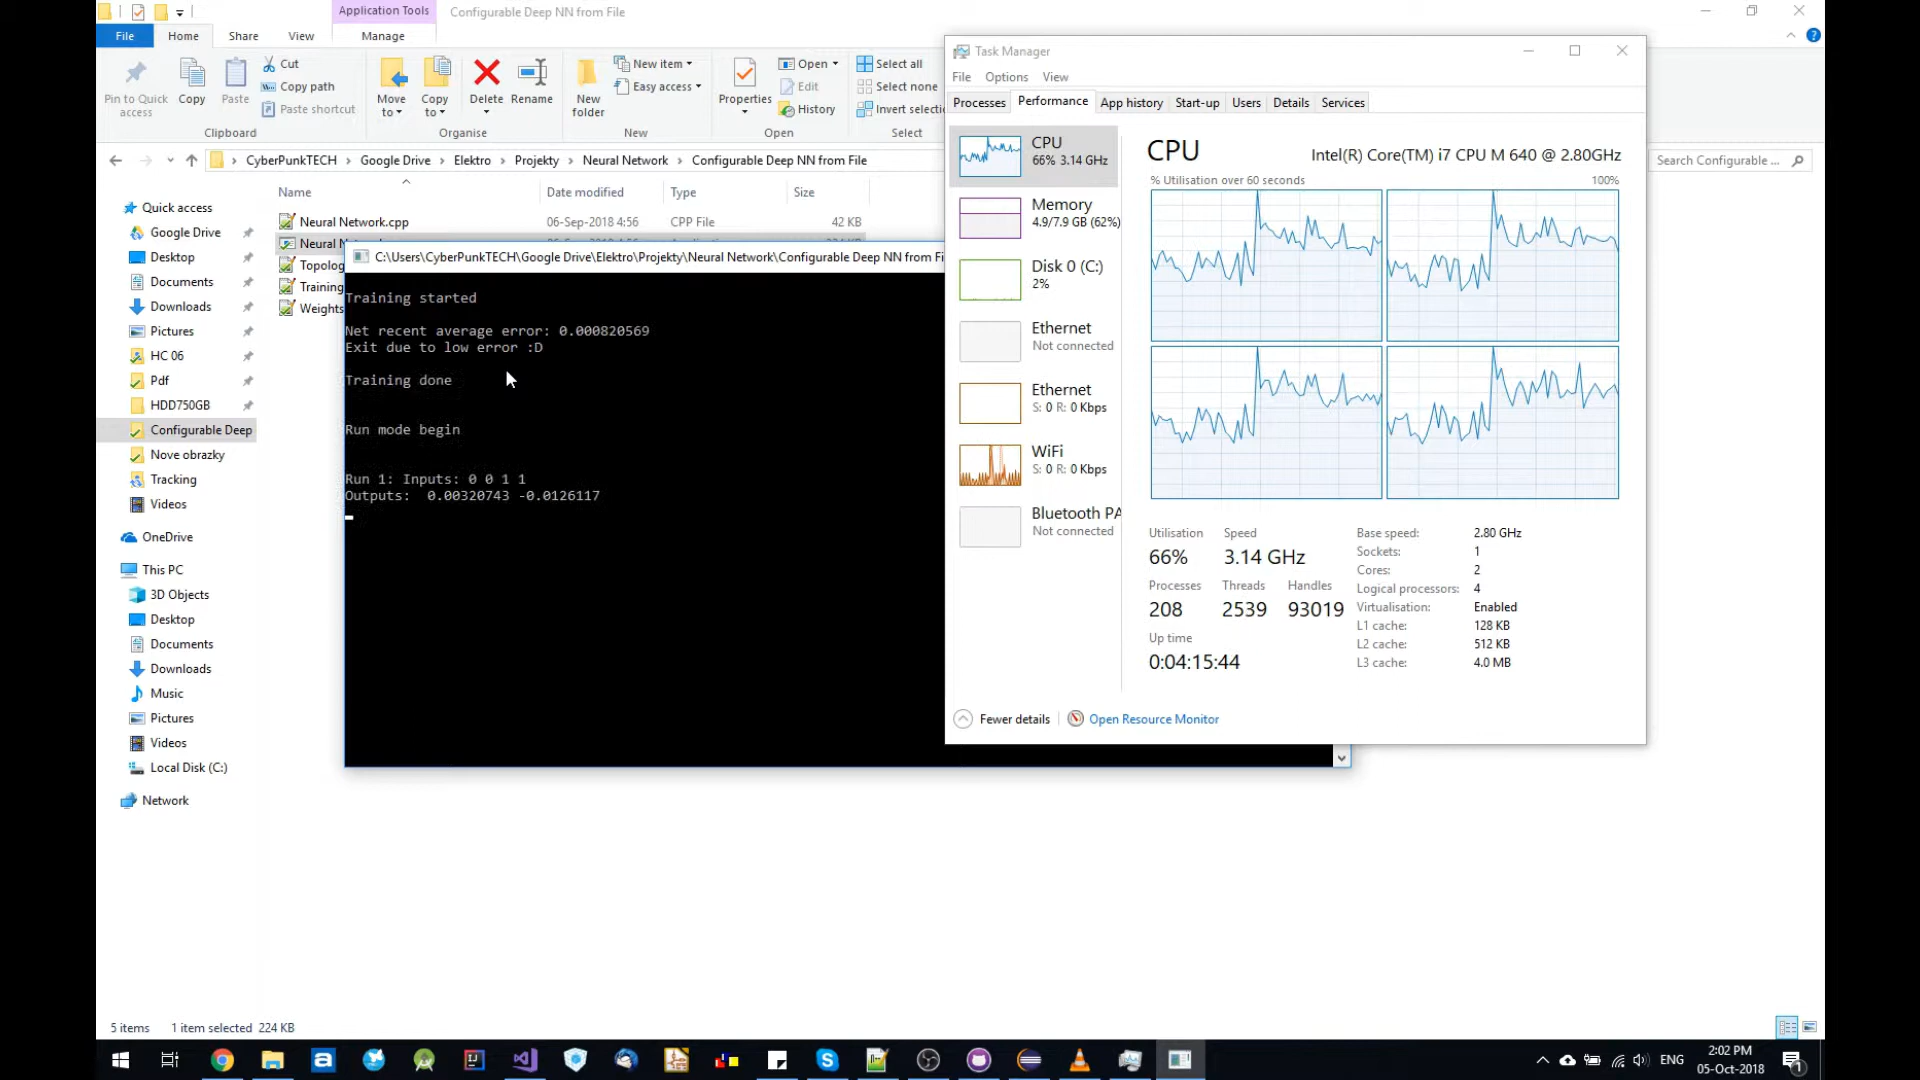 Application Tools
Configurable Deep NN from File
File
Home
Share
View
Manage
Pin to Quick access
Copy
Paste
Cut
Copy path
Paste shortcut
Clipboard
Move to
Copy to
Delete
Rename
Organise
New folder
New item
Easy access
New
Properties
Open
Edit
History
Open
Select all
Select none
Invert selecti
Select
CyberPunkTECH > Google Drive > Elektro > Projekty > Neural Network > Configurable Deep NN from File
Search Configurable ...
Name
Date modified
Type
Size
Neural Network.cpp
06-Sep-2018 4:56
CPP File
42 KB
Neural N
Topolog
Training
Weights
Quick access
Google Drive
Desktop
Documents
Downloads
Pictures
HC 06
Pdf
HDD750GB
Configurable Deep
Nove obrazky
Tracking
Videos
OneDrive
This PC
3D Objects
Desktop
Documents
Downloads
Music
Pictures
Videos
Local Disk (C:)
Network
5 items
1 item selected 224 KB
C:\Users\CyberPunkTECH\Google Drive\Elektro\Projekty\Neural Network\Configurable Deep NN from Fi
Training started
Net recent average error: 0.000820569
Exit due to low error :D
Training done
Run mode begin
Run 1: Inputs: 0 0 1 1
Outputs: 0.00320743 -0.0126117
Task Manager
File
Options
View
Processes
Performance
App history
Start-up
Users
Details
Services
CPU
66% 3.14 GHz
Memory
4.9/7.9 GB (62%)
Disk 0 (C:)
2%
Ethernet
Not connected
Ethernet
S: 0 R: 0 Kbps
WiFi
S: 0 R: 0 Kbps
Bluetooth PA
Not connected
CPU
Intel(R) Core(TM) i7 CPU M 640 @ 2.80GHz
% Utilisation over 60 seconds
100%
Utilisation
Speed
66%
3.14 GHz
Processes
Threads
Handles
208
2539
93019
Up time
0:04:15:44
Base speed: 2.80 GHz
Sockets: 1
Cores: 2
Logical processors: 4
Virtualisation: Enabled
L1 cache: 128 KB
L2 cache: 512 KB
L3 cache: 4.0 MB
Fewer details
Open Resource Monitor
ENG
2:02 PM
05-Oct-2018
1